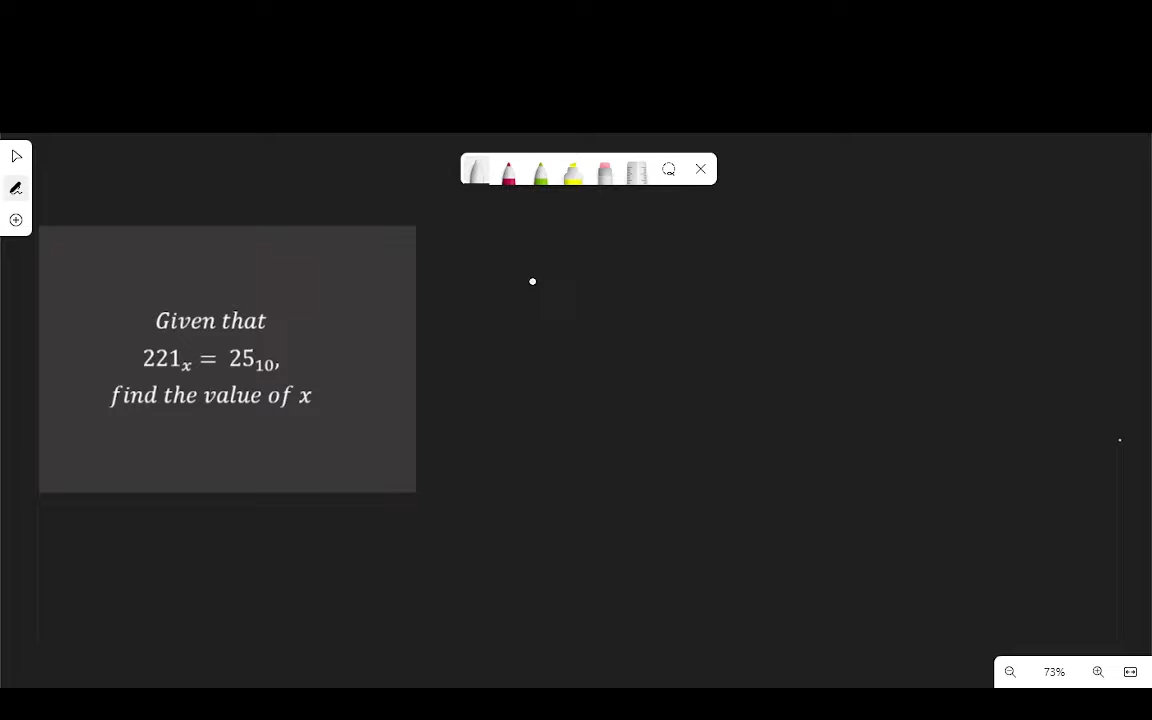 Given that
221ₓ = 25₁₀,
find the value of x
73%